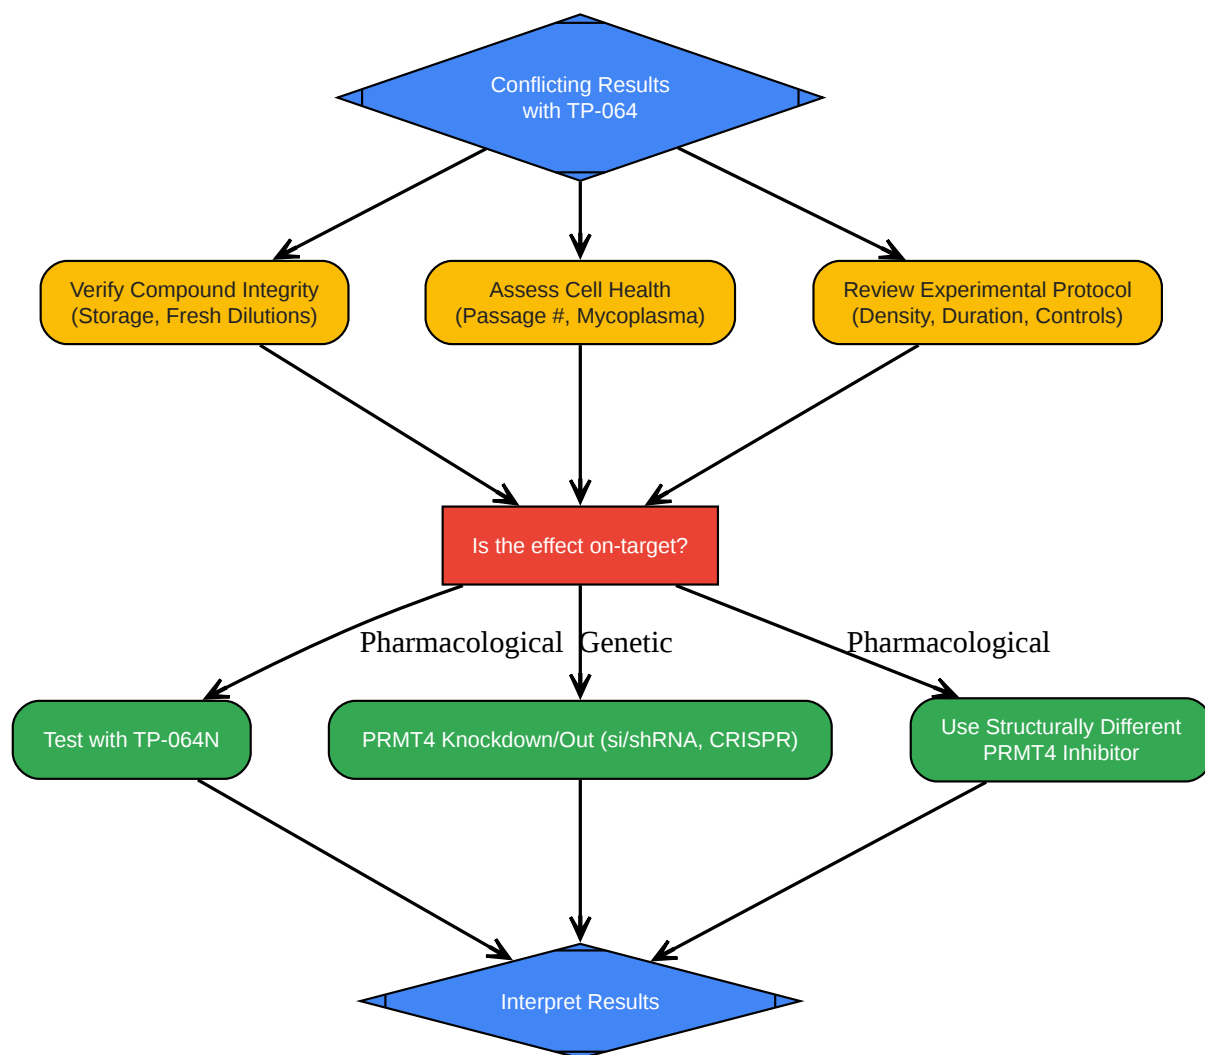 Conflicting Results
with TP-064
Verify Compound Integrity
(Storage, Fresh Dilutions)
Assess Cell Health
(Passage #, Mycoplasma)
Review Experimental Protocol
(Density, Duration, Controls)
Is the effect on-target?
Pharmacological
Genetic
Pharmacological
Test with TP-064N
PRMT4 Knockdown/Out (si/shRNA, CRISPR)
Use Structurally Different
PRMT4 Inhibitor
Interpret Results